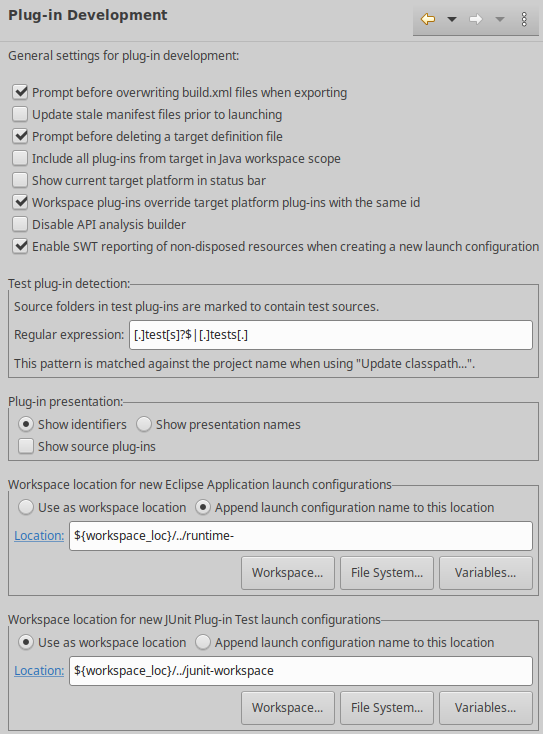 Plug-in Development
General settings for plug-in development:
Prompt before overwriting build.xml files when exporting
Update stale manifest files prior to launching
Prompt before deleting a target definition file
Include all plug-ins from target in Java workspace scope
Show current target platform in status bar
Workspace plug-ins override target platform plug-ins with the same id
Disable API analysis builder
Enable SWT reporting of non-disposed resources when creating a new launch configuration
Test plug-in detection:
Source folders in test plug-ins are marked to contain test sources.
Regular expression: [.]test[s]?$|[.]tests[.]
This pattern is matched against the project name when using "Update classpath...".
Plug-in presentation:
Show identifiers Show presentation names
Show source plug-ins
Workspace location for new Eclipse Application launch configurations
Use as workspace location Append launch configuration name to this location
Location: ${workspace_loc}/../runtime-
Workspace... File System... Variables...
Workspace location for new JUnit Plug-in Test launch configurations
Use as workspace location Append launch configuration name to this location
Location: ${workspace_loc}/../junit-workspace
Workspace... File System... Variables...